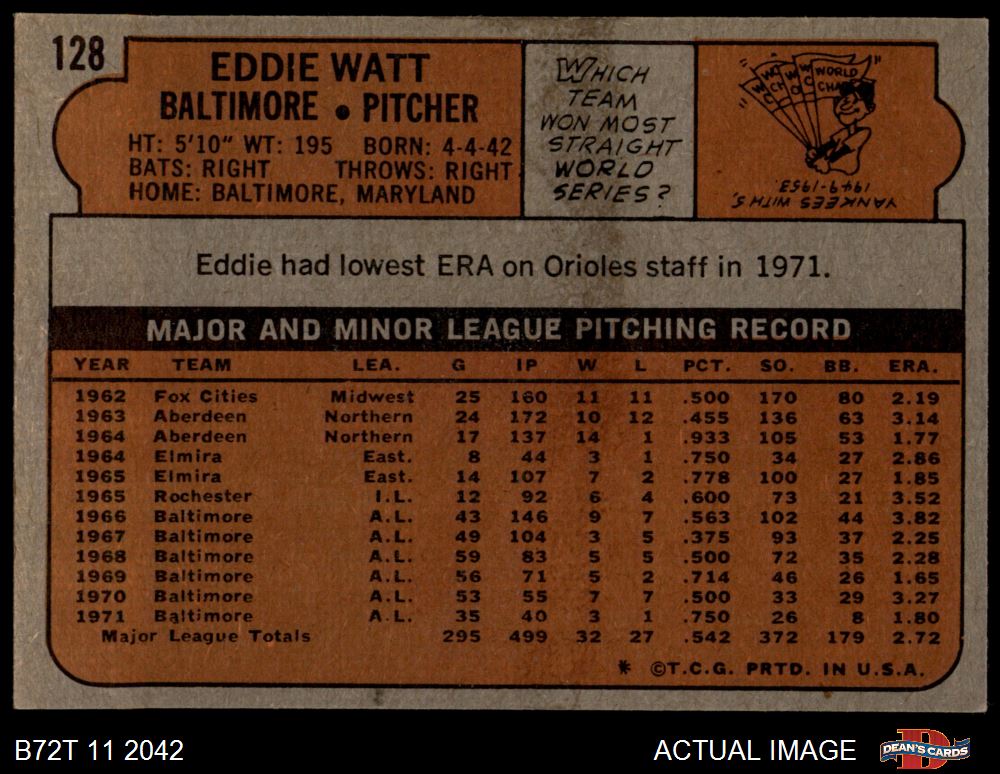 128
EDDIE WATT
BALTIMORE • PITCHER
HT: 5'10" WT: 195 BORN: 4-4-42
BATS: RIGHT THROWS: RIGHT
HOME: BALTIMORE, MARYLAND
WHICH
TEAM
WON MOST
STRAIGHT
WORLD
SERIES?
WORLD
CHA
YANKEES WITH 5,
1949-1953.
Eddie had lowest ERA on Orioles staff in 1971.
MAJOR AND MINOR LEAGUE PITCHING RECORD
YEAR TEAM LEA. G IP W L PCT. SO. BB. ERA.
1962 Fox Cities Midwest 25 160 11 11 .500 170 80 2.19
1963 Aberdeen Northern 24 172 10 12 .455 136 63 3.14
1964 Aberdeen Northern 17 137 14 1 .933 105 53 1.77
1964 Elmira East. 8 44 3 1 .750 34 27 2.86
1965 Elmira East. 14 107 7 2 .778 100 27 1.85
1965 Rochester I.L. 12 92 6 4 .600 73 21 3.52
1966 Baltimore A.L. 43 146 9 7 .563 102 44 3.82
1967 Baltimore A.L. 49 104 3 5 .375 93 37 2.25
1968 Baltimore A.L. 59 83 5 5 .500 72 35 2.28
1969 Baltimore A.L. 56 71 5 2 .714 46 26 1.65
1970 Baltimore A.L. 53 55 7 7 .500 33 29 3.27
1971 Baltimore A.L. 35 40 3 1 .750 26 8 1.80
Major League Totals 295 499 32 27 .542 372 179 2.72
* ©T.C.G. PRTD. IN U.S.A.
B72T 11 2042
ACTUAL IMAGE
DEAN'S CARDS